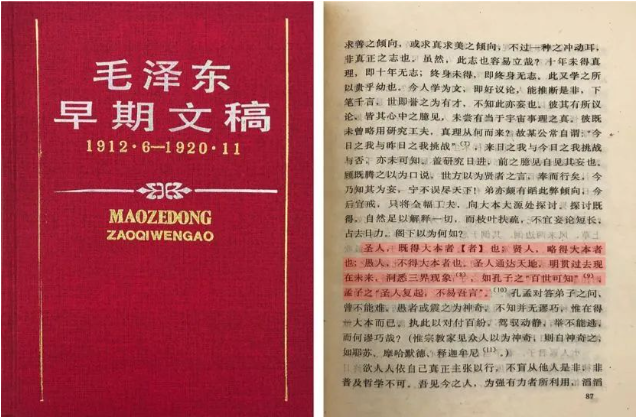 毛泽东
早期文稿
1912·6—1920·11
MAOZEDONG
ZAOQIWENGAO
求善之倾向，或求真求美之倾向，不过一种之冲动耳，
非真正之志也。虽然，此志也容易立哉？十年未得真
理，即十年无志；终身未得，即终身无志。此又学之所
以贵乎幼也。今人学为文，即好议论，能推断是非，下
笔千言，世即誉之为有才，不知此亦妄也。彼其有所议
论，皆其心中之臆见，未尝有当于宇宙事理之真。彼既
未曾略用研究工夫，真理从何而来？故某公常自谓：“今
日之我与昨日之我挑战”，来日之我与今日之我挑战
与否，亦未可知。盖研究日进，前之臆见自见其妄也。
顾既腾之以为口说，世方以为贤者之言，奉而行矣，今
乃知其为妄，宁不误尽天下！弟亦颇有蹈此弊倾向，今
后宜戒，只将全幅工夫，向大本大源处探讨。探讨既
得，自然足以解释一切，而枝叶扶疏，不宜妄论短长，
占去日力。阁下以为何如？
圣人，既得大本者【者】也；贤人，略得大本者
也；愚人，不得大本者也。圣人通达天地，明贯过去现
在未来，洞悉三界现象(8)，如孔子之“百世可知”(9)，
孟子之“圣人复起，不易吾言”。(10)孔孟对答弟子之问，
曾不能难，愚者或震之为神奇，不知并无谬巧，惟在得
一大本而已。执此以对付百纷，驾驭动静，举不能逃，
而何谬巧哉？（惟宗教家见众人以为神奇，则自神奇之，
如耶苏、摩哈默德、释迦牟尼(11)。）
欲人人依自己真正主张以行，不盲从他人是非，非
普及哲学不可。吾见今之人，为强有力者所利用，滔滔
87